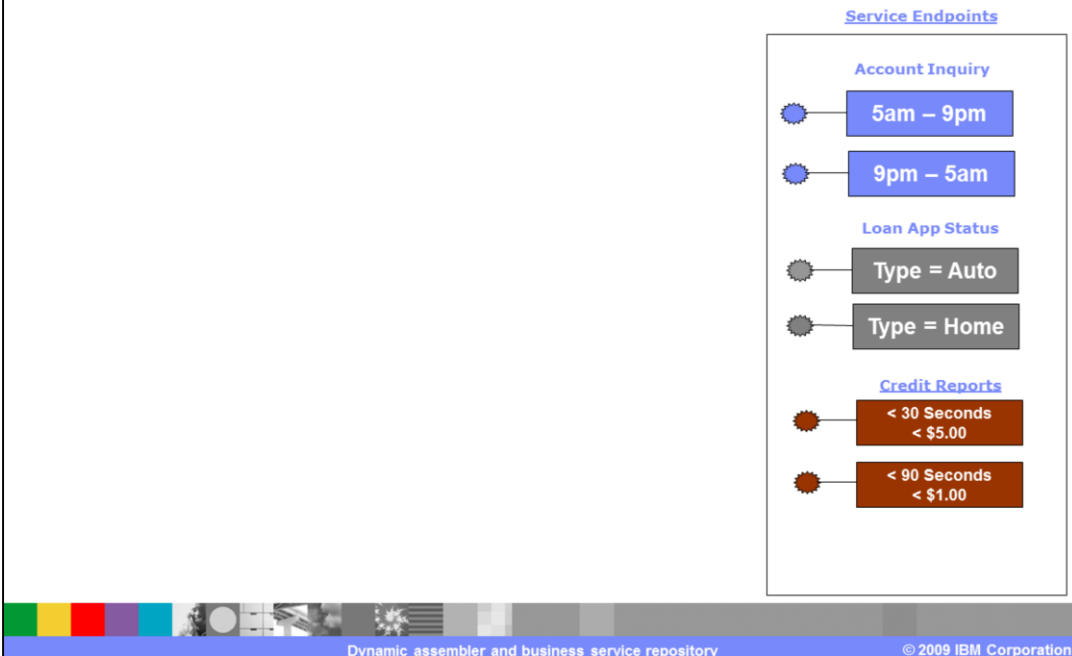 Service Endpoints
Account Inquiry
5am – 9pm
9pm – 5am
Loan App Status
Type = Auto
Type = Home
Credit Reports
< 30 Seconds
< $5.00
< 90 Seconds
< $1.00
Dynamic assembler and business service repository
© 2009 IBM Corporation